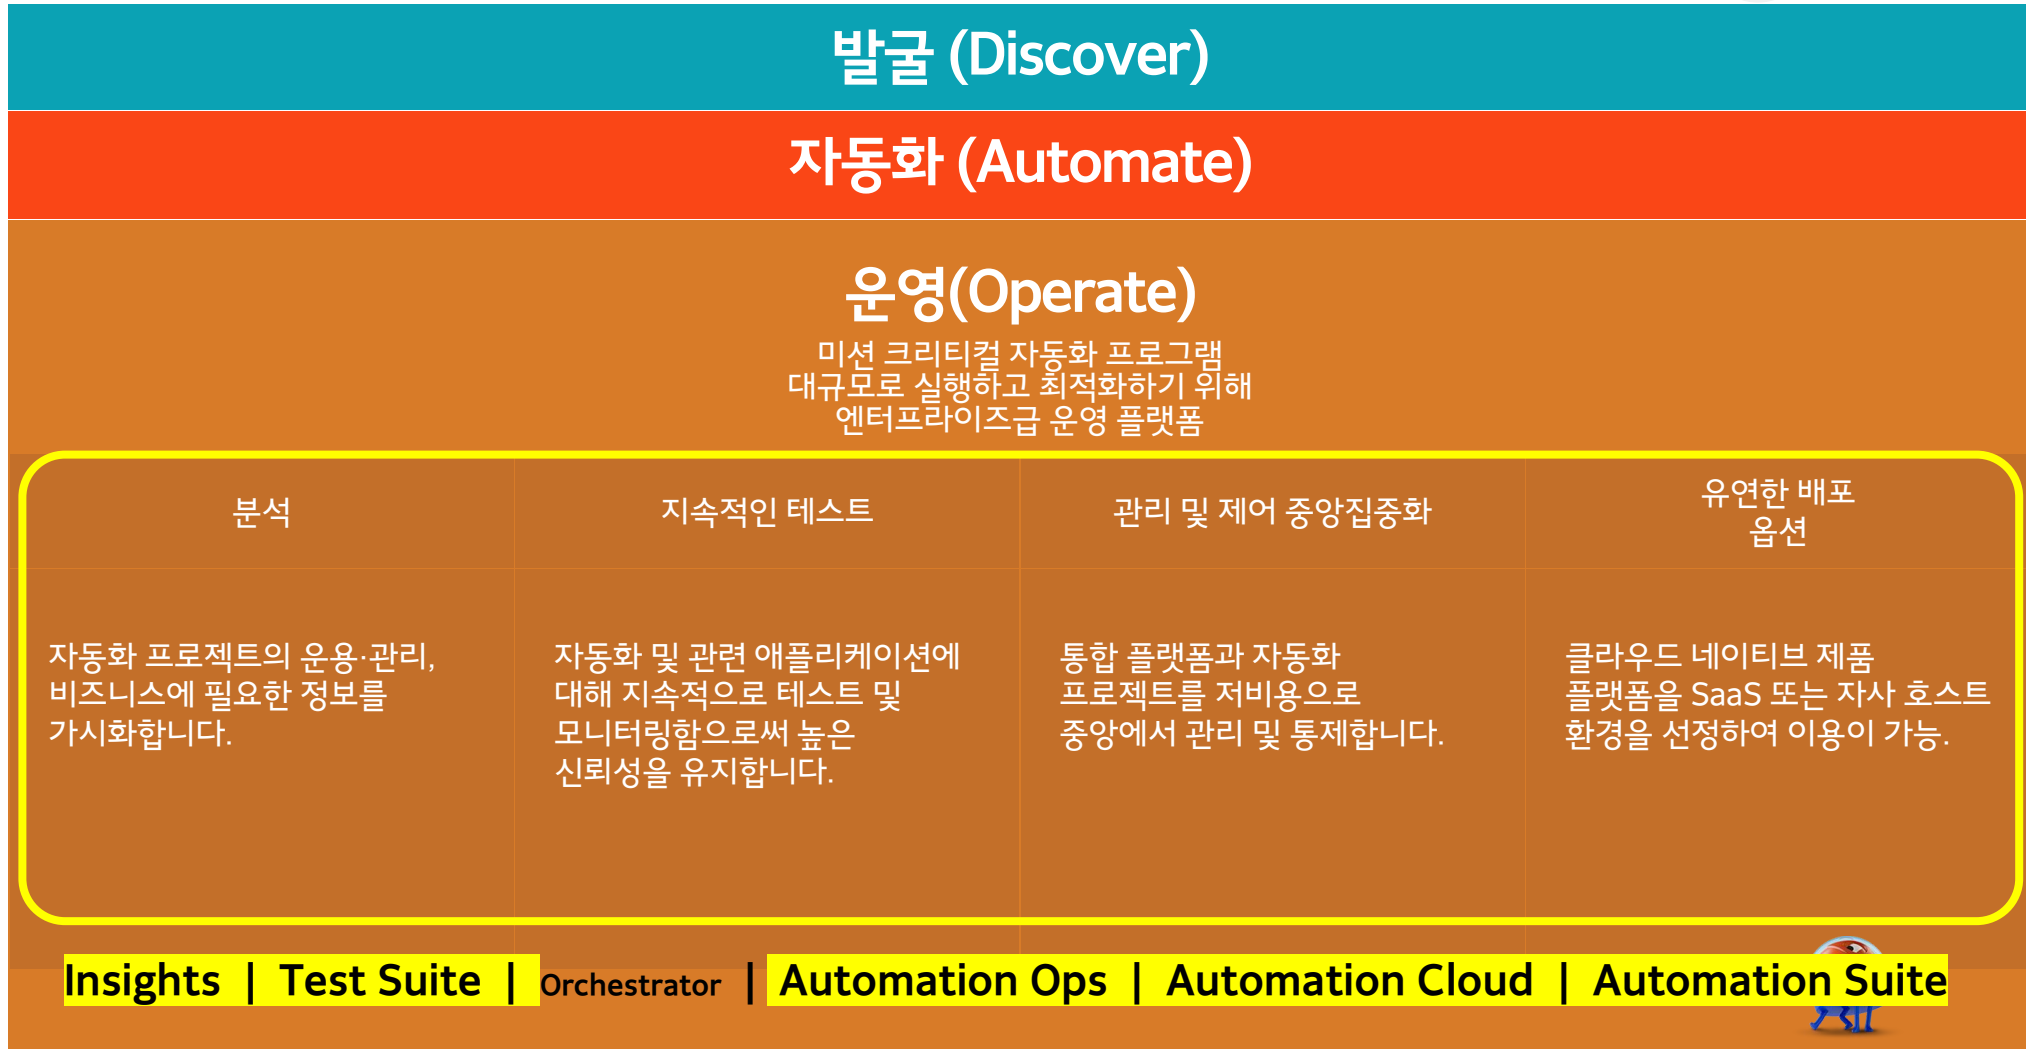 발굴 (Discover)
자동화 (Automate)
운영(Operate)
미션 크리티컬 자동화 프로그램
대규모로 실행하고 최적화하기 위해
엔터프라이즈급 운영 플랫폼
분석
지속적인 테스트
관리 및 제어 중앙집중화
유연한 배포
옵션
자동화 프로젝트의 운용·관리,
비즈니스에 필요한 정보를
가시화합니다.
자동화 및 관련 애플리케이션에
대해 지속적으로 테스트 및
모니터링함으로써 높은
신뢰성을 유지합니다.
통합 플랫폼과 자동화
프로젝트를 저비용으로
중앙에서 관리 및 통제합니다.
클라우드 네이티브 제품
플랫폼을 SaaS 또는 자사 호스트
환경을 선정하여 이용이 가능.
Insights | Test Suite | Orchestrator | Automation Ops | Automation Cloud | Automation Suite